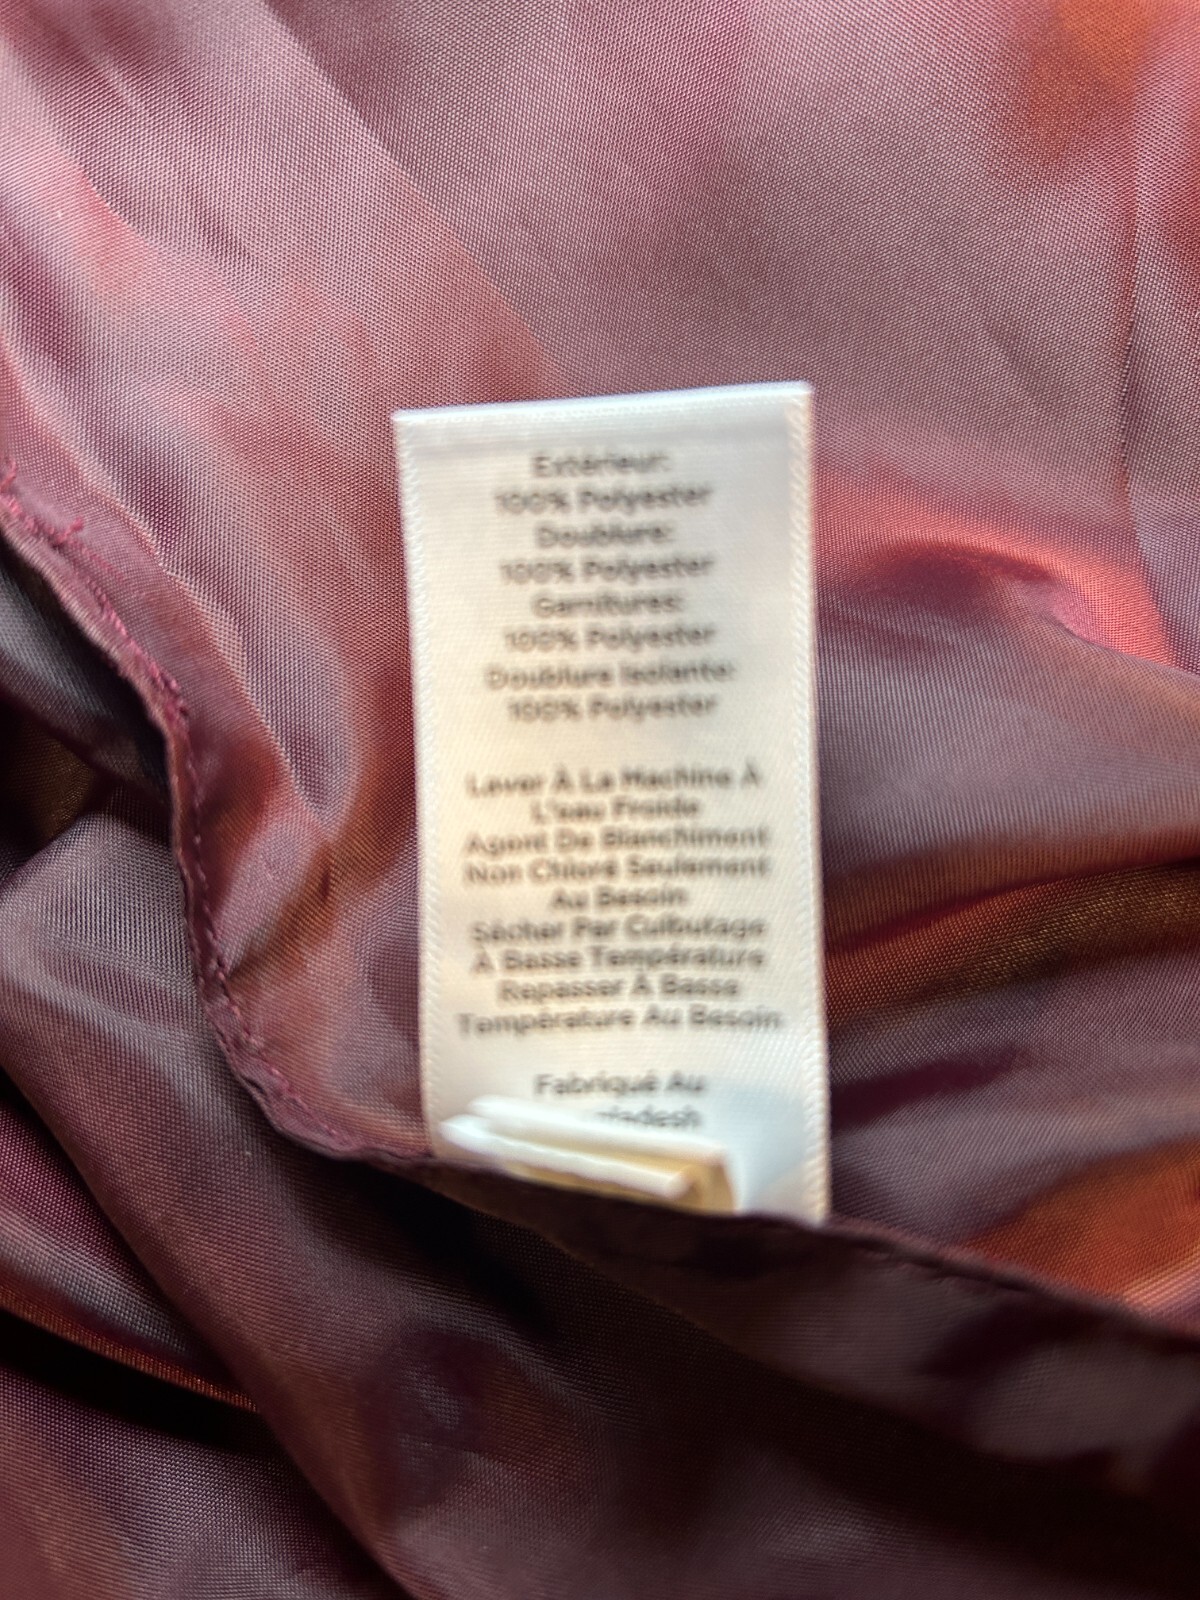 Extérieur:
100% Polyester
Doublure:
100% Polyester
Garnitures:
100% Polyester
Doublure Isolante:
100% Polyester
Laver À La Machine À
L'eau Froide
Agent De Blanchiment
Non Chloré Seulement
Au Besoin
Sécher Par Culbutage
À Basse Température
Repasser À Basse
Température Au Besoin
Fabriqué Au